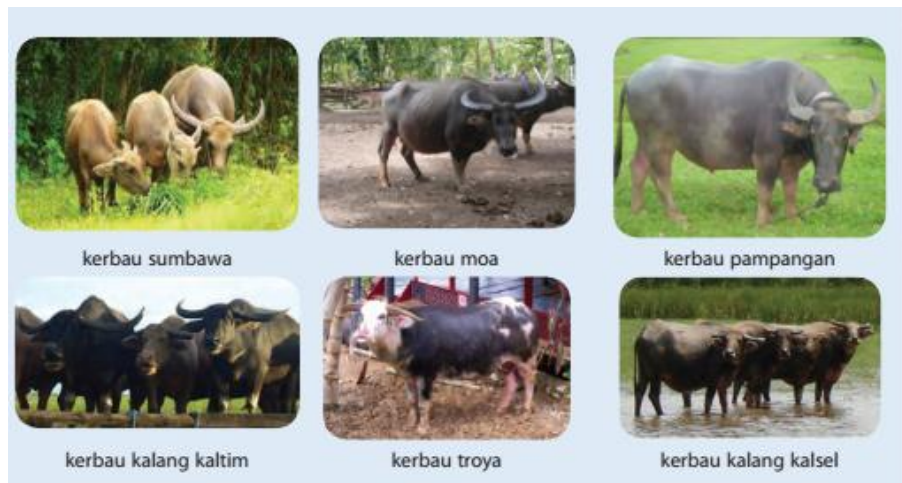 kerbau sumbawa
kerbau moa
kerbau pampangan
kerbau kalang kaltim
kerbau troya
kerbau kalang kalsel